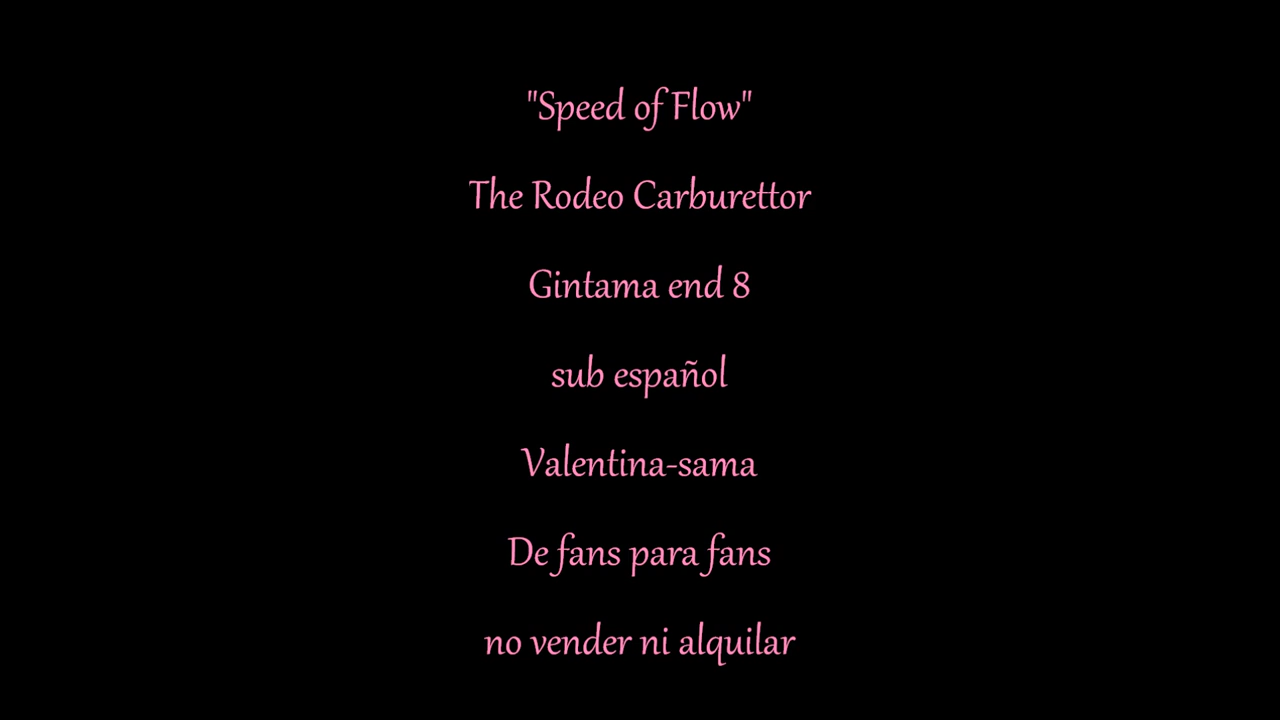 "Speed of Flow"
The Rodeo Carburettor
Gintama end 8
sub español
Valentina-sama
De fans para fans
no vender ni alquilar